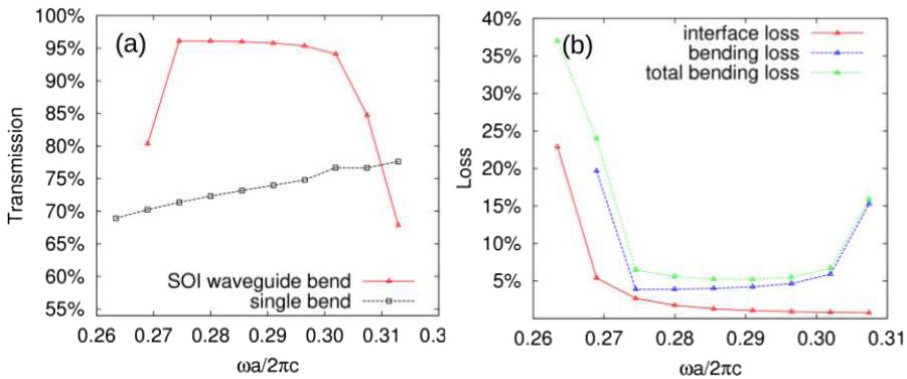 100%
95%
90%
85%
80%
75%
70%
65%
60%
55%
Transmission
(a)
SOI waveguide bend
single bend
0.26 0.27 0.28 0.29 0.30 0.31 0.3
ωa/2πc
40%
35%
30%
25%
20%
15%
10%
5%
Loss
(b)
interface loss
bending loss
total bending loss
0.26 0.27 0.28 0.29 0.30 0.31
ωa/2πc